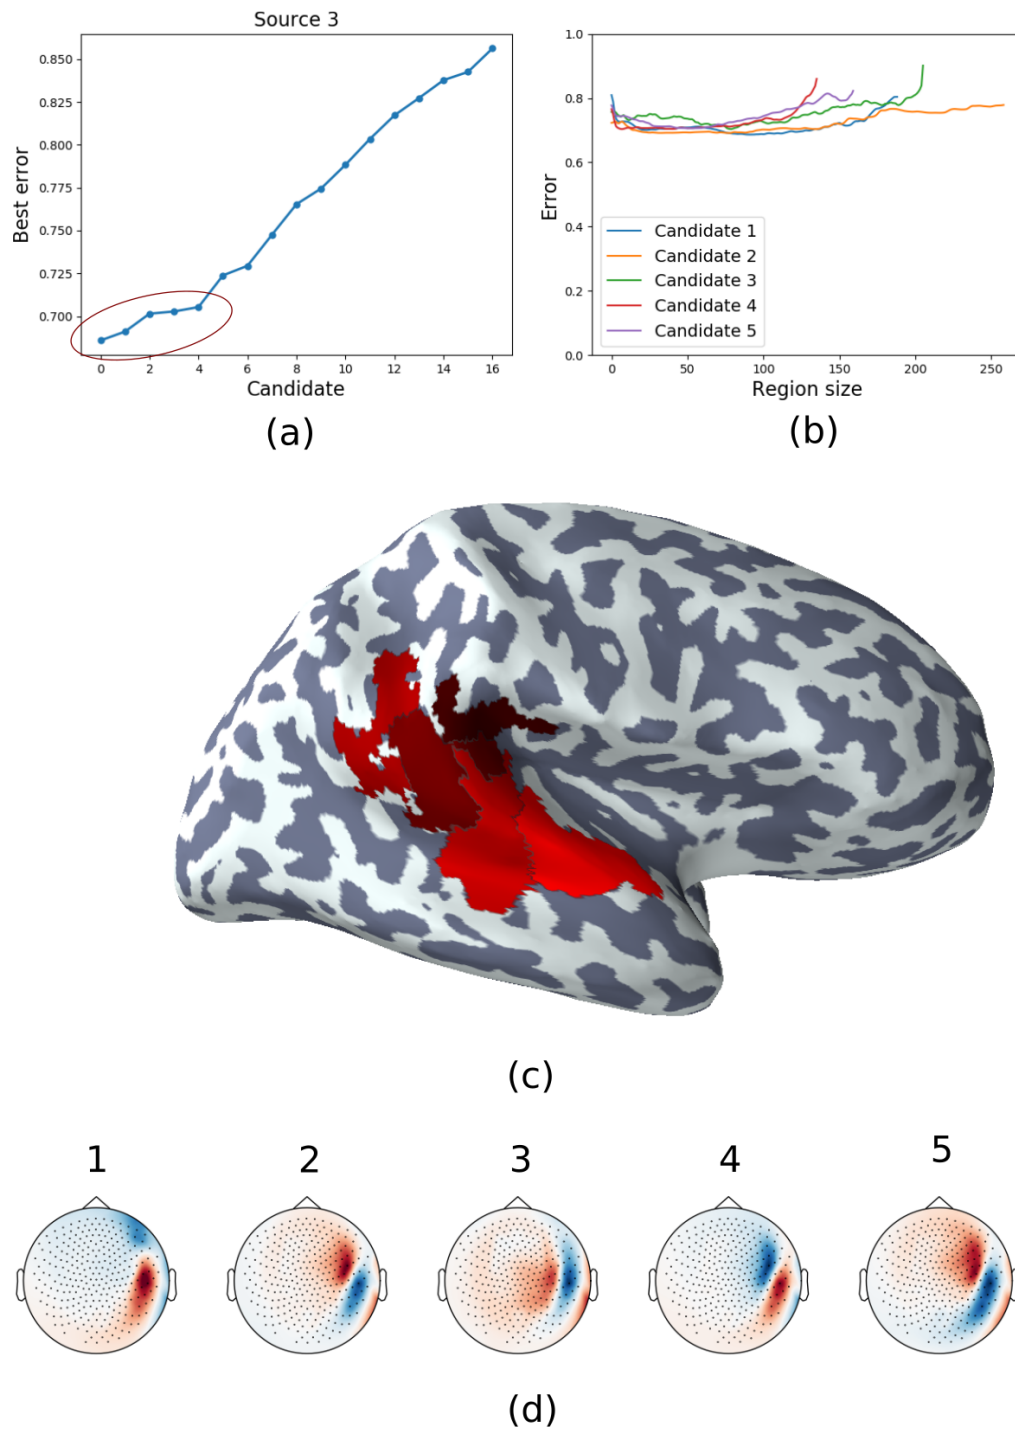 Source 3
Best error
0.850
0.825
0.800
0.775
0.750
0.725
0.700
0 2 4 6 8 10 12 14 16
Candidate
(a)
Error
1.0
0.8
0.6
0.4
0.2
0.0
Candidate 1
Candidate 2
Candidate 3
Candidate 4
Candidate 5
0 50 100 150 200 250
Region size
(b)
(c)
1 2 3 4 5
(d)